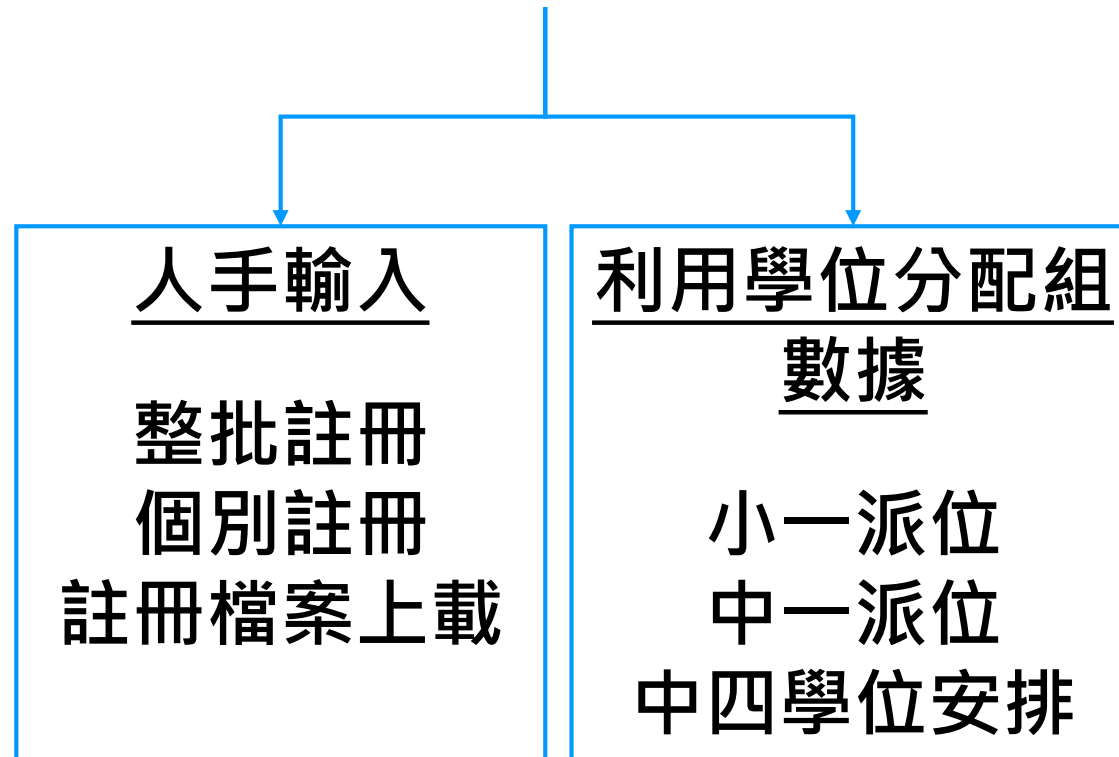 人手輸入
整批註冊
個別註冊
註冊檔案上載
利用學位分配組
數據
小一派位
中一派位
中四學位安排